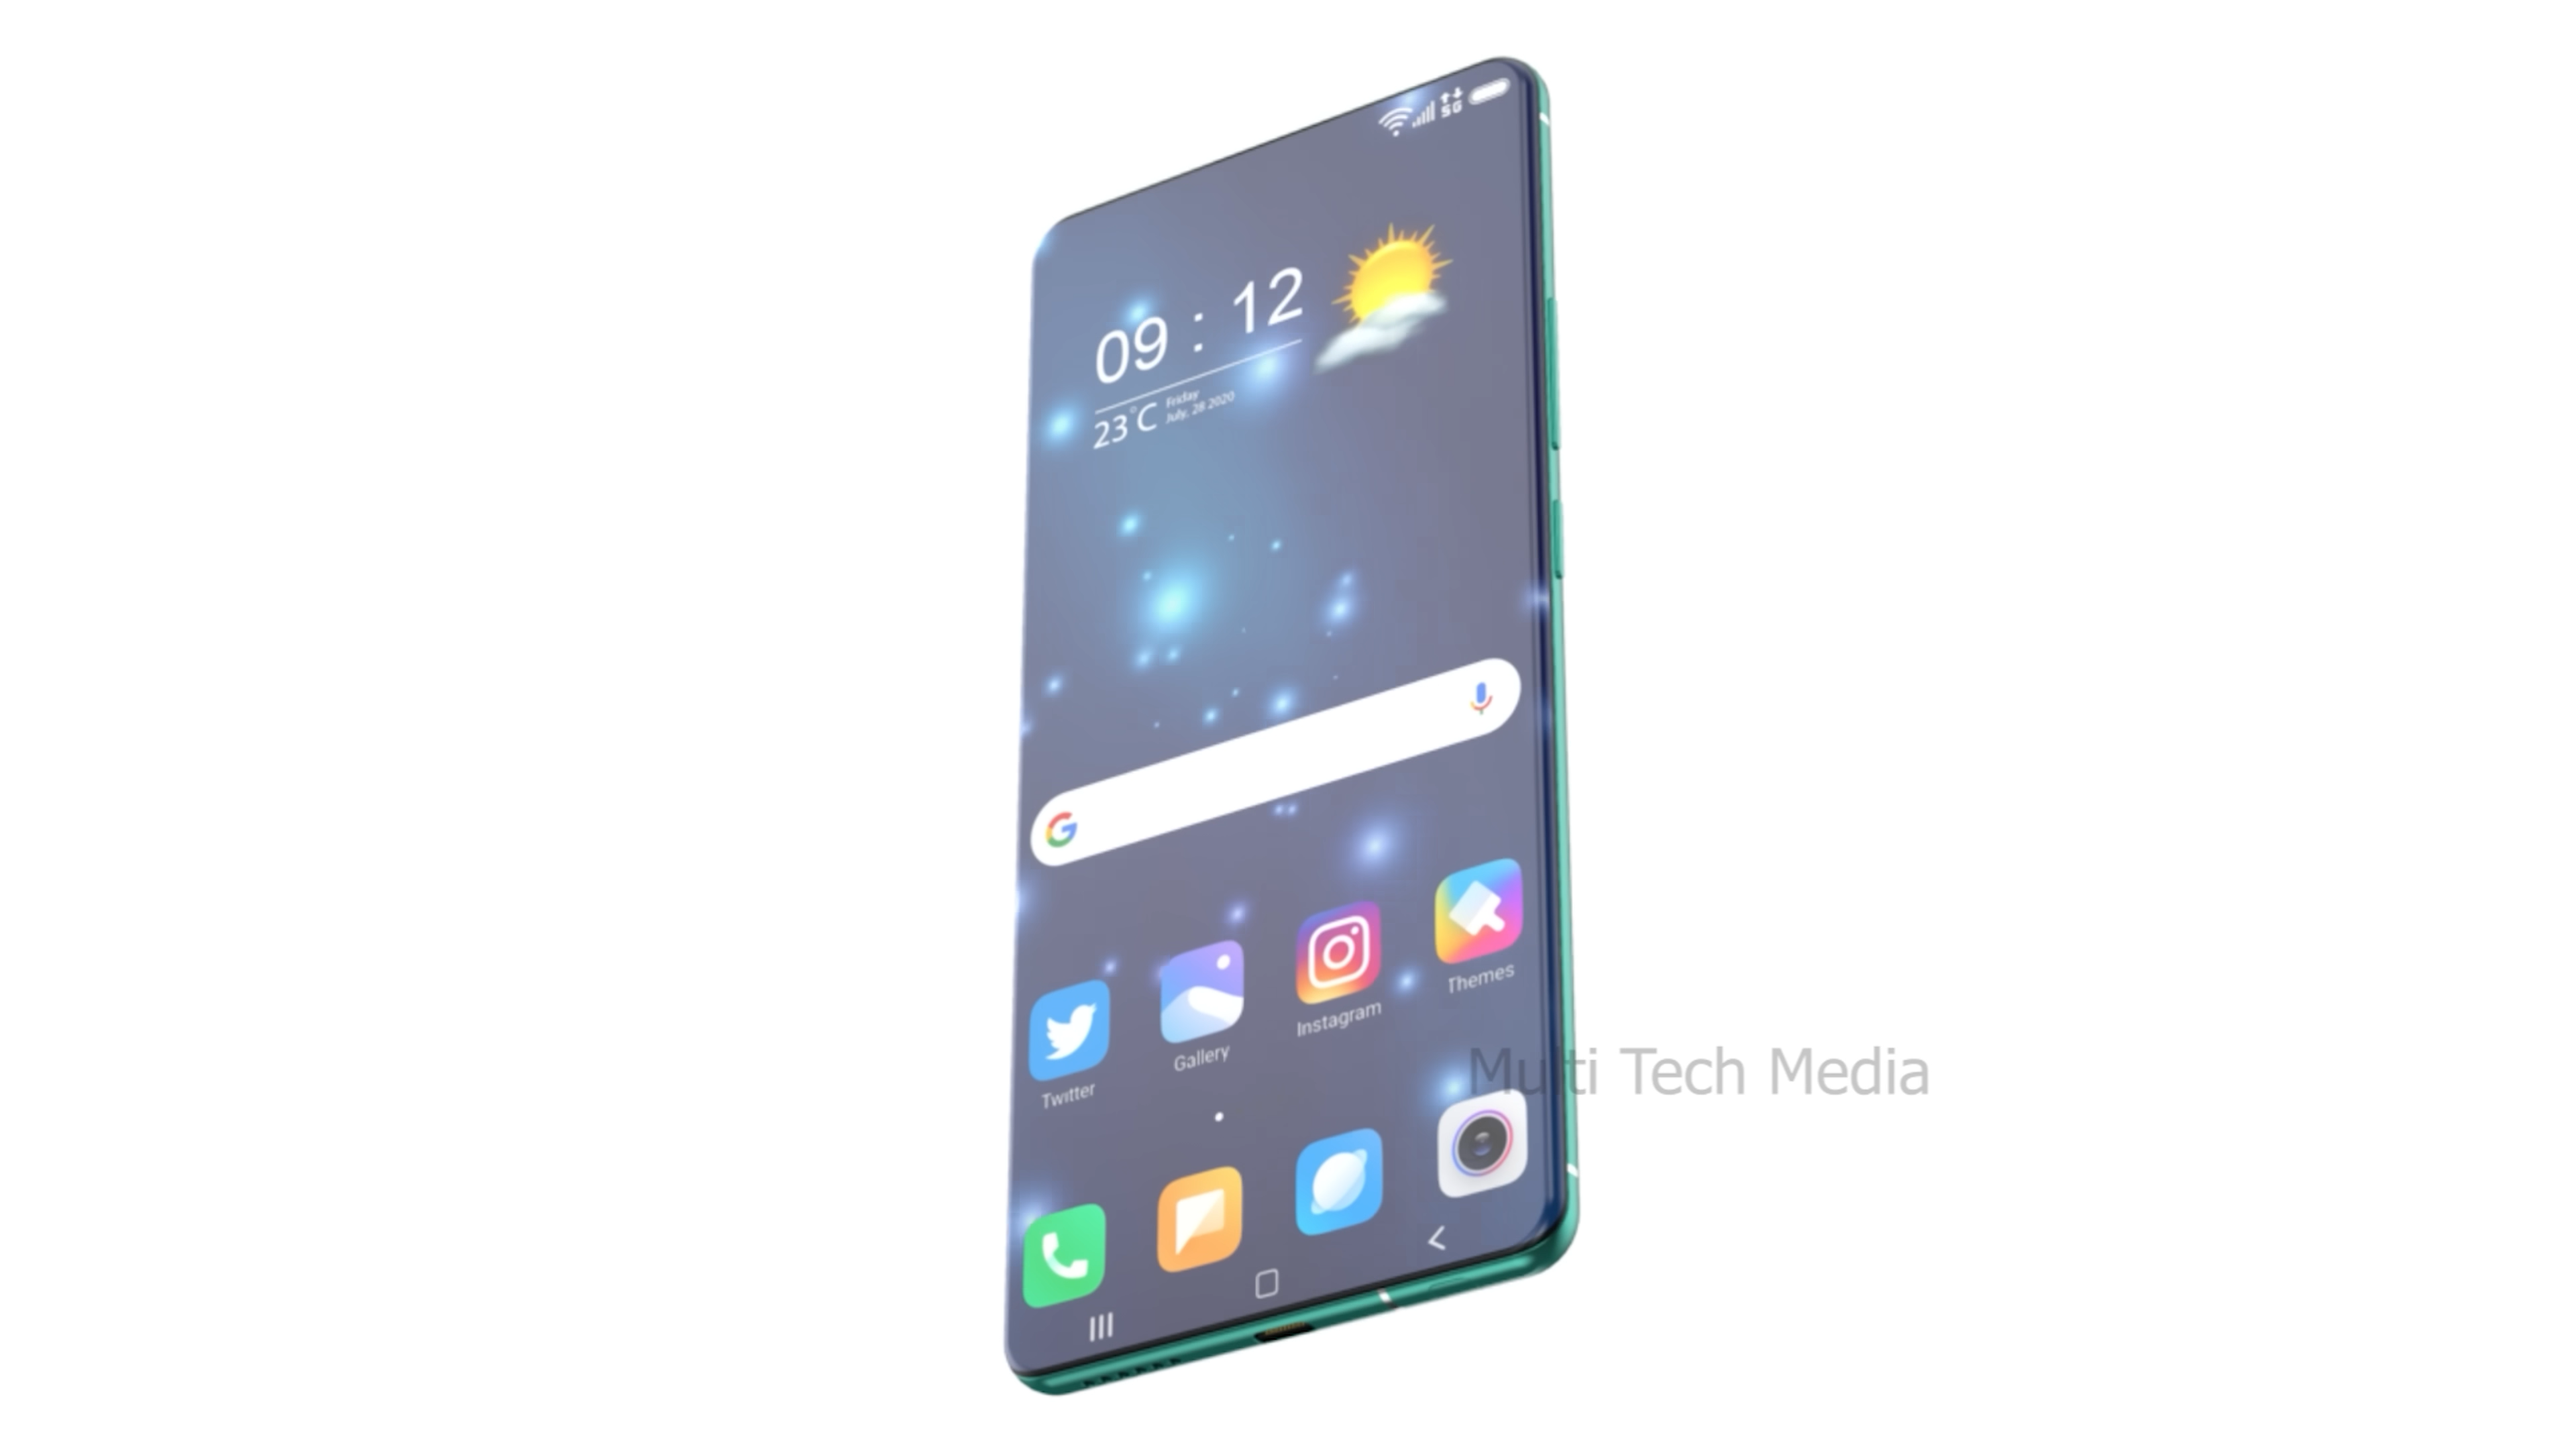 5G
09 : 12
23°C
Friday
July, 28 2020
G
Themes
Instagram
Gallery
Twitter
Multi Tech Media